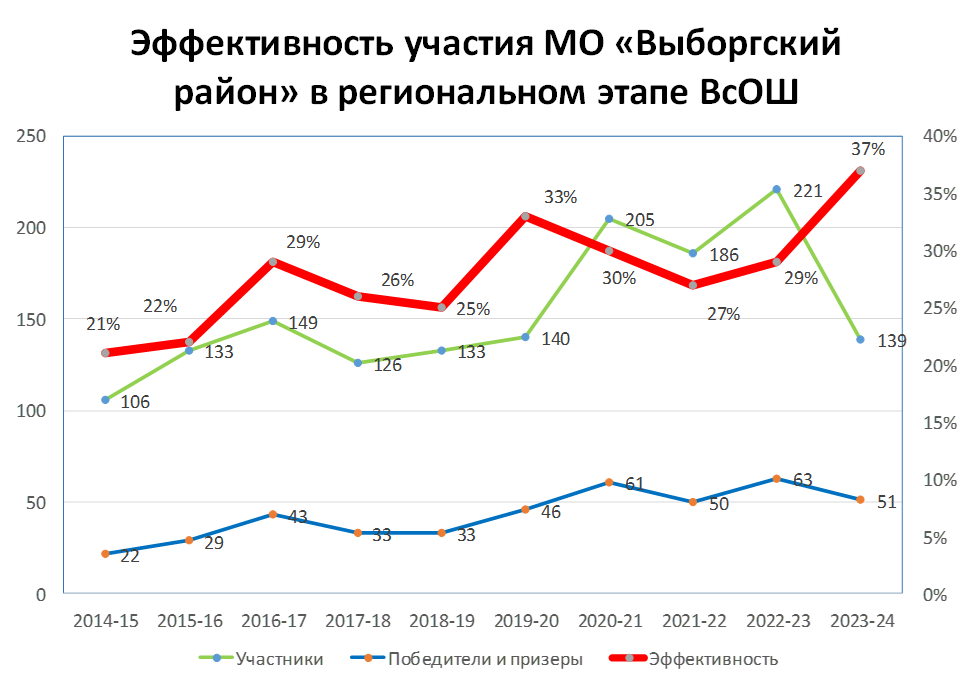 Эффективность участия МО «Выборгский
район» в региональном этапе ВсОШ
250 40%
37%
35%
33%
221
200 205
29% 30%
30% 29%
26% 186
22% 25% 27%
21% 25%
150 149 140 139
133 126 133 20%
106
100 15%
10%
50 61 63
43 46 50 51
22 29 33 33 5%
0 0%
2014-15 2015-16 2016-17 2017-18 2018-19 2019-20 2020-21 2021-22 2022-23 2023-24
Участники Победители и призеры Эффективность